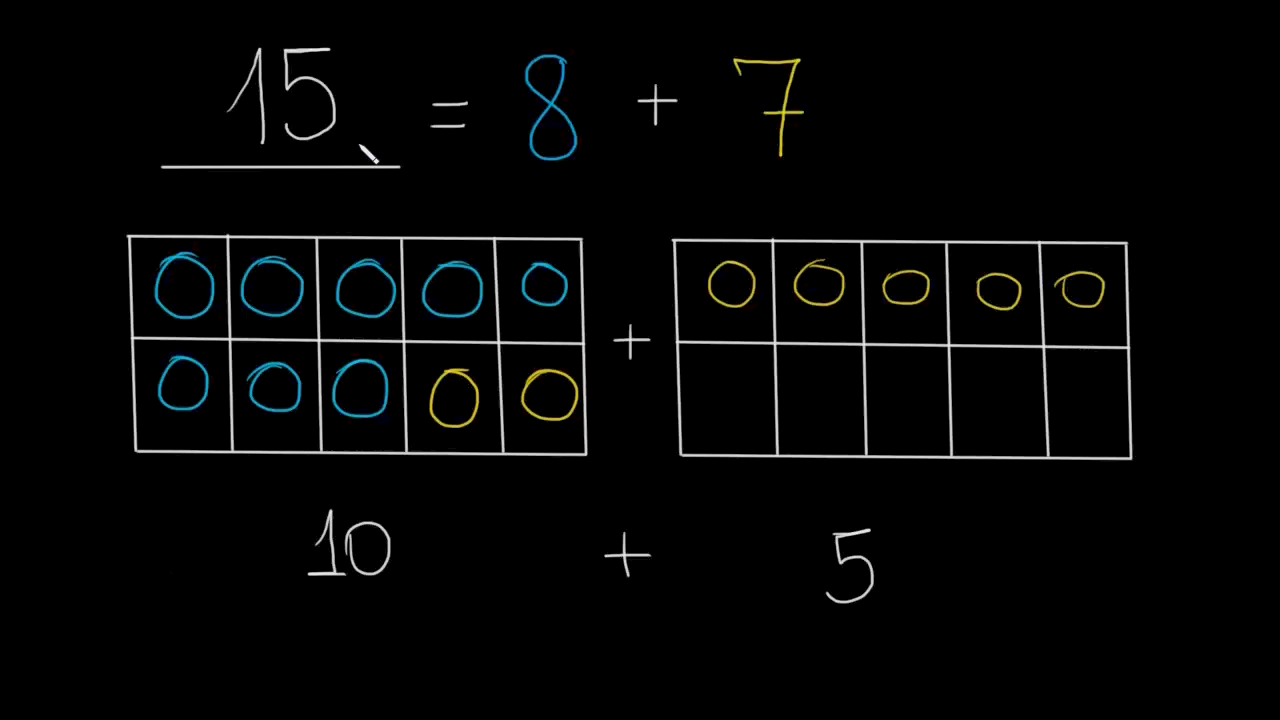 15 = 8 + 7
+
10 + 5